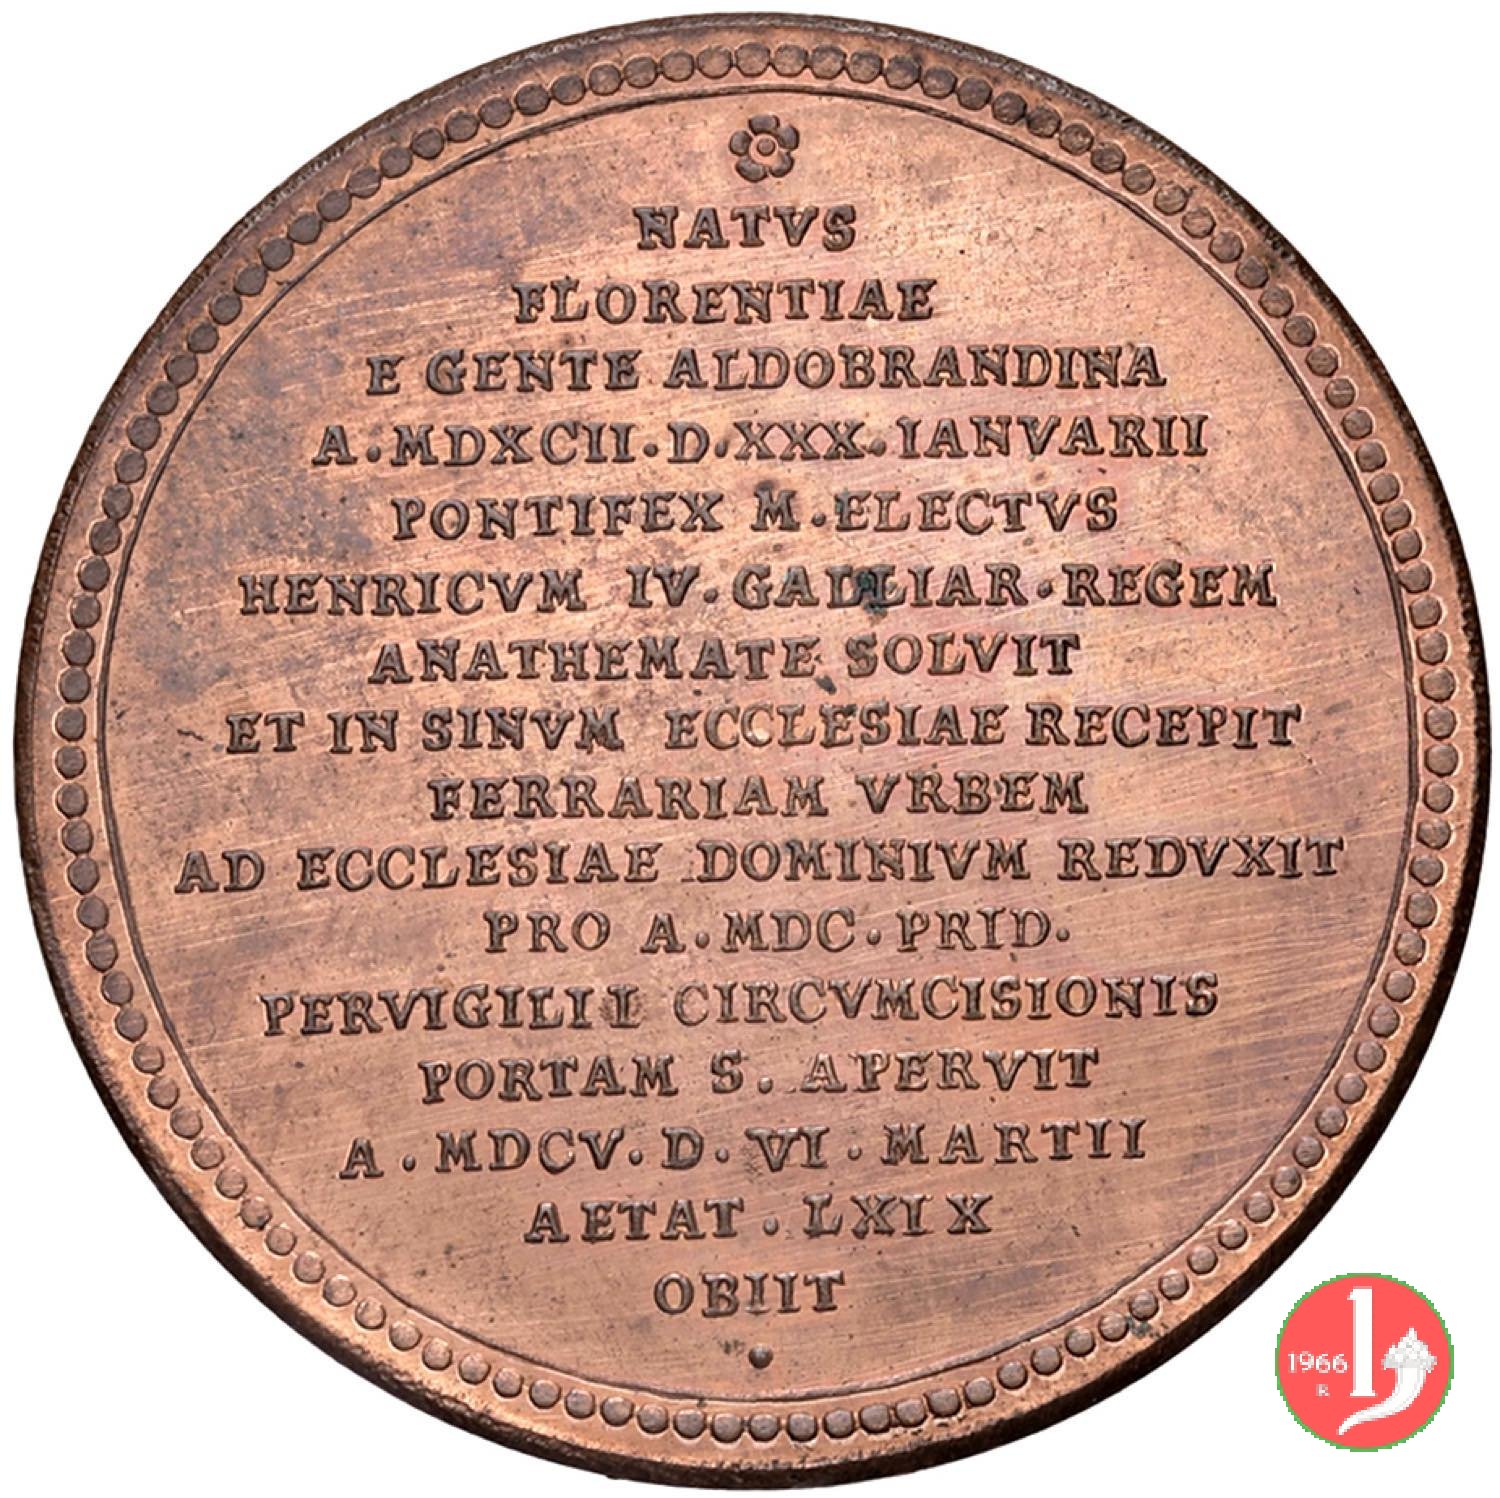 NATVS
FLORENTIAE
E GENTE ALDOBRANDINA
A·MDXCII·D·XXX·IANVARII
PONTIFEX M·ELECTVS
HENRICVM IV·GALLIAR·REGEM
ANATHEMATE SOLVIT
ET IN SINVM ECCLESIAE RECEPIT
FERRARIAM VRBEM
AD ECCLESIAE DOMINIVM REDVXIT
PRO A·MDC·PRID·
PERVIGILII CIRCVMCISIONIS
PORTAM S. APERVIT
A·MDCV·D·VI·MARTII
AETAT·LXIX
OBIIT
1966
R